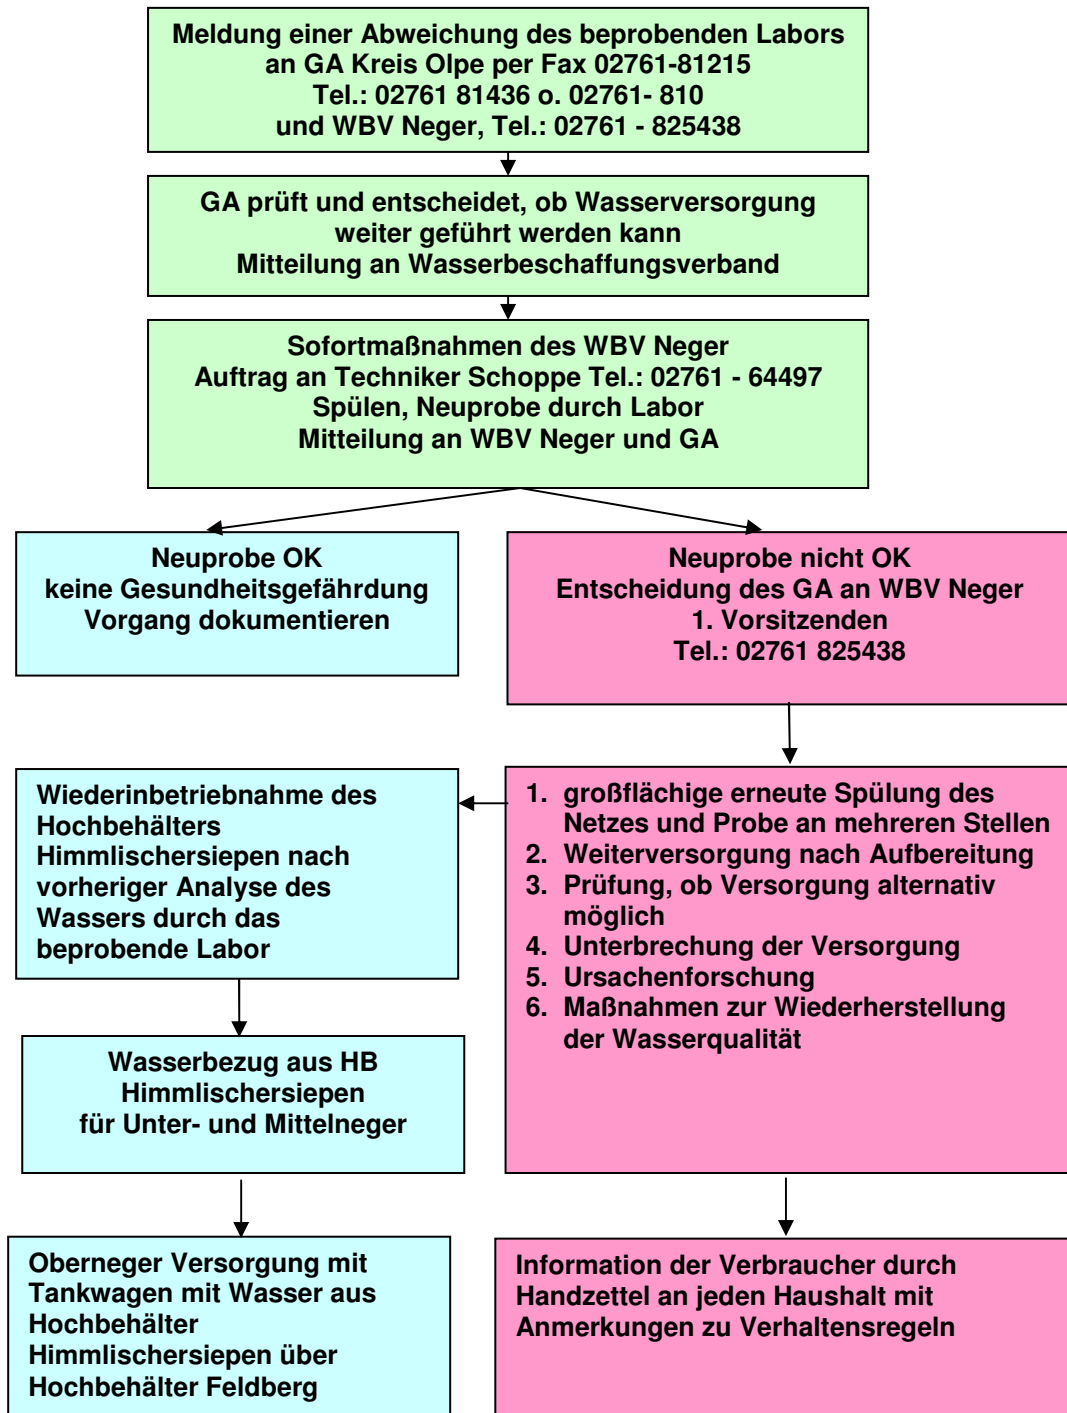 Meldung einer Abweichung des beprobenden Labors
an GA Kreis Olpe per Fax 02761-81215
Tel.: 02761 81436 o. 02761- 810
und WBV Neger, Tel.: 02761 - 825438
GA prüft und entscheidet, ob Wasserversorgung
weiter geführt werden kann
Mitteilung an Wasserbeschaffungsverband
Sofortmaßnahmen des WBV Neger
Auftrag an Techniker Schoppe Tel.: 02761 - 64497
Spülen, Neuprobe durch Labor
Mitteilung an WBV Neger und GA
Neuprobe OK
keine Gesundheitsgefährdung
Vorgang dokumentieren
Neuprobe nicht OK
Entscheidung des GA an WBV Neger
1. Vorsitzenden
Tel.: 02761 825438
1. großflächige erneute Spülung des
Netzes und Probe an mehreren Stellen
2. Weiterversorgung nach Aufbereitung
3. Prüfung, ob Versorgung alternativ
möglich
4. Unterbrechung der Versorgung
5. Ursachenforschung
6. Maßnahmen zur Wiederherstellung
der Wasserqualität
Wiederinbetriebnahme des
Hochbehälters
Himmlischersiepen nach
vorheriger Analyse des
Wassers durch das
beprobende Labor
Wasserbezug aus HB
Himmlischersiepen
für Unter- und Mittelneger
Oberneger Versorgung mit
Tankwagen mit Wasser aus
Hochbehälter
Himmlischersiepen über
Hochbehälter Feldberg
Information der Verbraucher durch
Handzettel an jeden Haushalt mit
Anmerkungen zu Verhaltensregeln